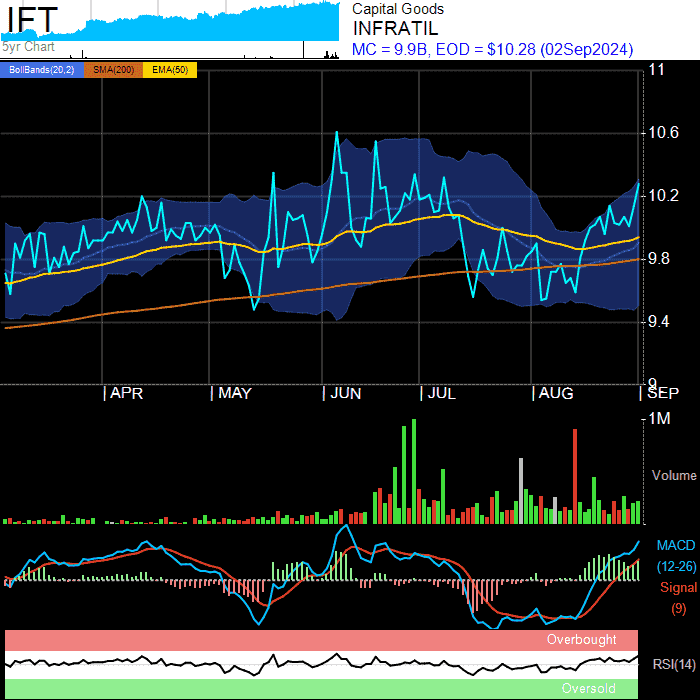 IFT
5yr Chart
Capital Goods
INFRATIL
MC = 9.9B, EOD = $10.28 (02Sep2024)
BollBands(20,2) SMA(200) EMA(50)
11
10.6
10.2
9.8
9.4
9
APR MAY JUN JUL AUG SEP
1M
Volume
MACD
(12-26)
Signal
(9)
Overbought
RSI(14)
Oversold